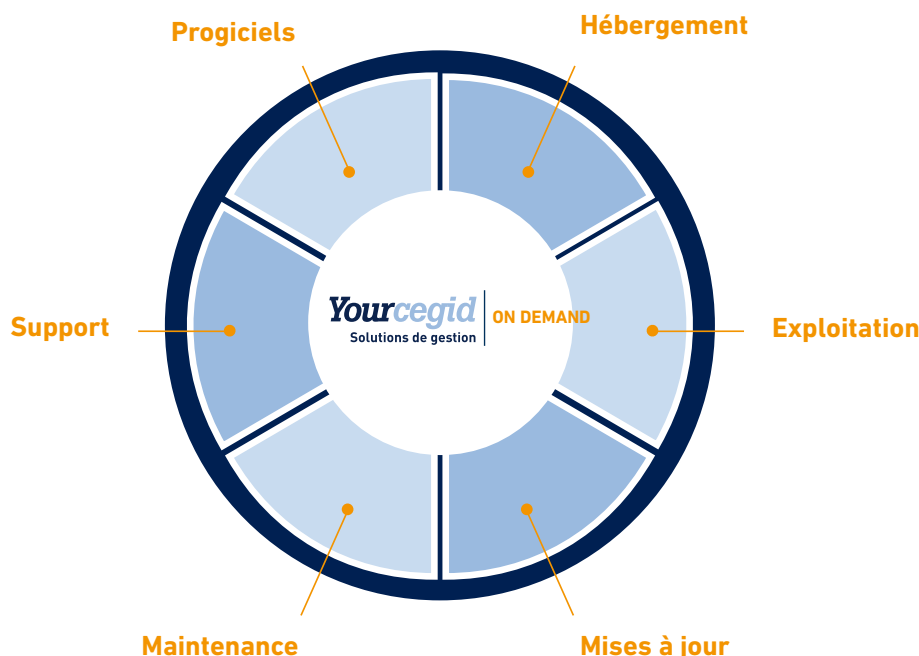 Progiciels
Hébergement
Support
Yourcegid
ON DEMAND
Solutions de gestion
Exploitation
Maintenance
Mises à jour